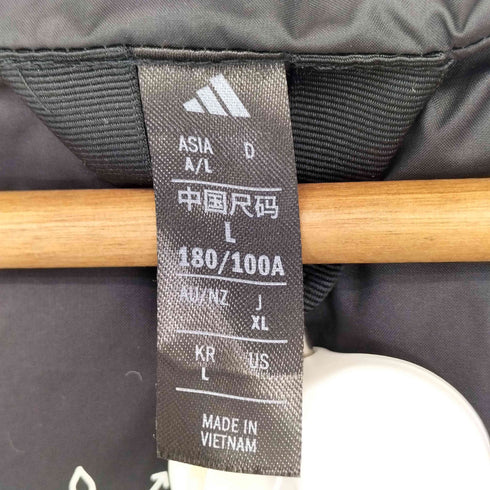 ASIA D
A/L
中国尺码
L
180/100A
AU/NZ J
XL
KR US
L
MADE IN
VIETNAM